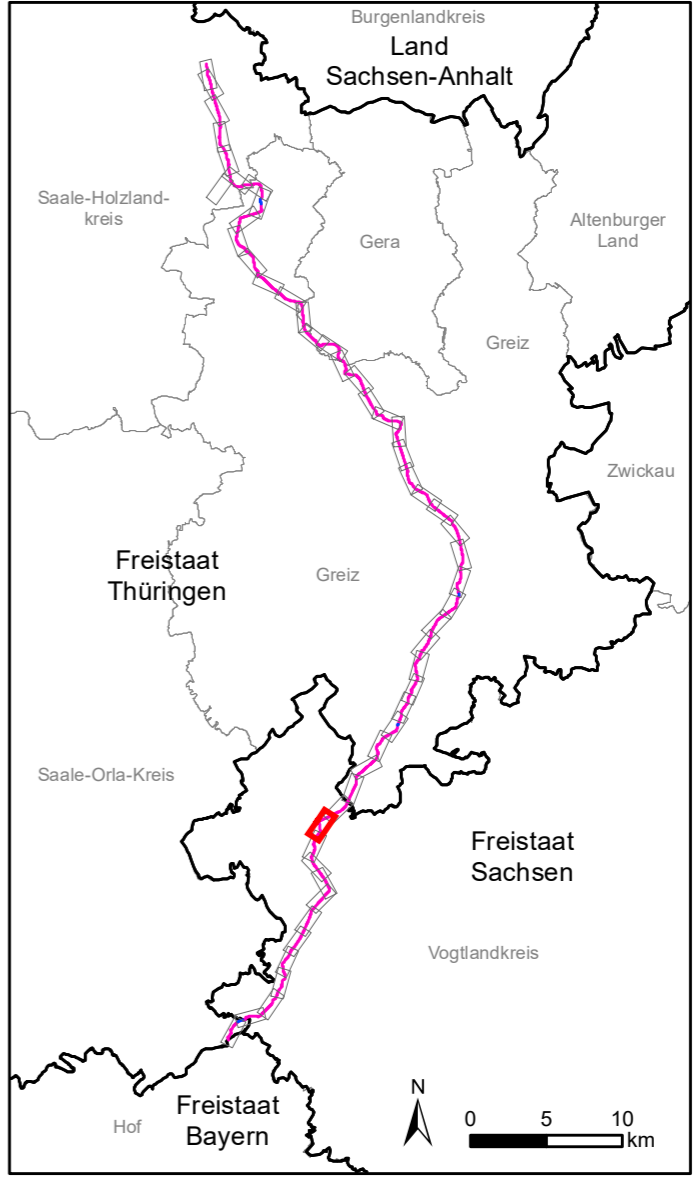 Burgenlandkreis
Land
Sachsen-Anhalt
Saale-Holzland-
kreis
Gera
Altenburger
Land
Greiz
Zwickau
Freistaat
Thüringen
Greiz
Saale-Orla-Kreis
Freistaat
Sachsen
Vogtlandkreis
Hof
Freistaat
Bayern
N
0 5 10
km